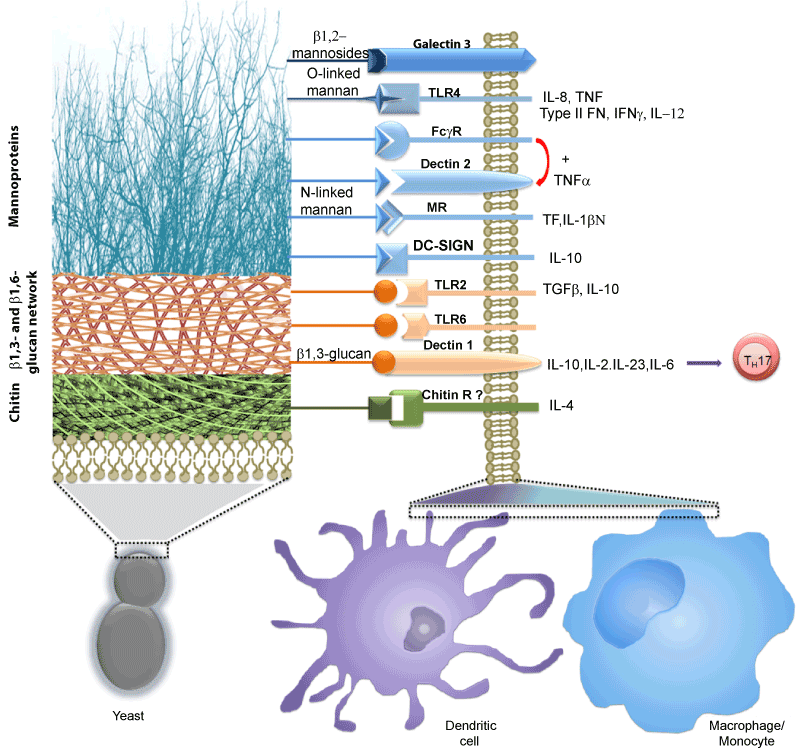 β1,2–
mannosides
Galectin 3
O-linked
mannan
TLR4
IL-8, TNF
Type II FN, IFNγ, IL–12
FcγR
+
TNFα
Dectin 2
N-linked
mannan
MR
TF,IL-1βN
DC-SIGN
IL-10
TLR2
TGFβ, IL-10
TLR6
Dectin 1
β1,3-glucan
IL-10,IL-2.IL-23,IL-6
TH17
Chitin R ?
IL-4
Mannoproteins
β1,3- and β1,6-
glucan network
Chitin
Yeast
Dendritic
cell
Macrophage/
Monocyte